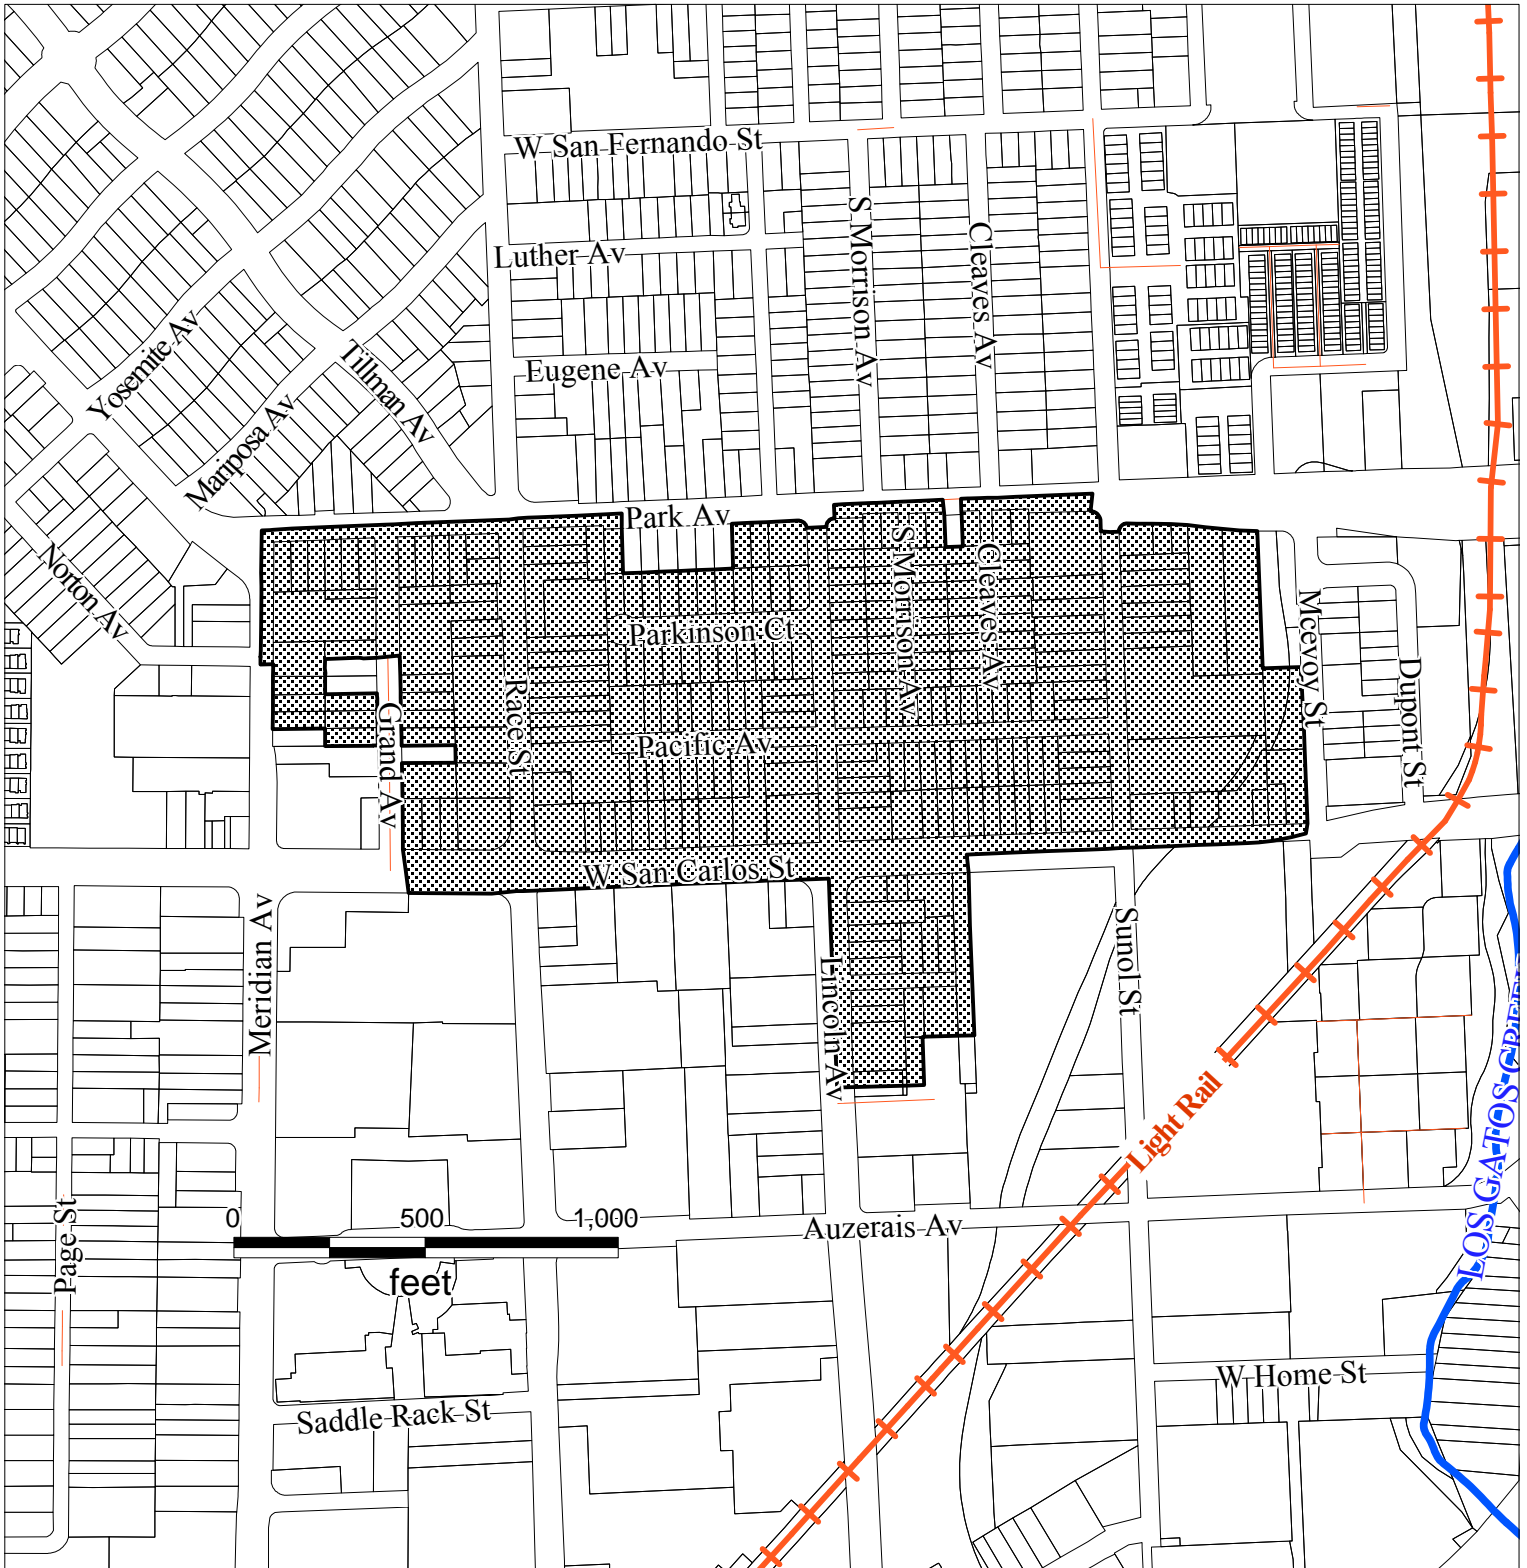 W San Fernando St
S Morrison Av
Cleaves Av
Luther Av
Yosemite Av
Tillman Av
Eugene Av
Mariposa Av
Park Av
Norton Av
S Morrison Av
Cleaves Av
Parkinson Ct
Mcevoy St
Dupont St
Race St
Grand Av
Pacific Av
W San Carlos St
Meridian Av
Lincoln Av
Sunol St
LOS GATOS CREEK
Light Rail
Page St
0 500 1,000
feet
Auzerais Av
W Home St
Saddle Rack St